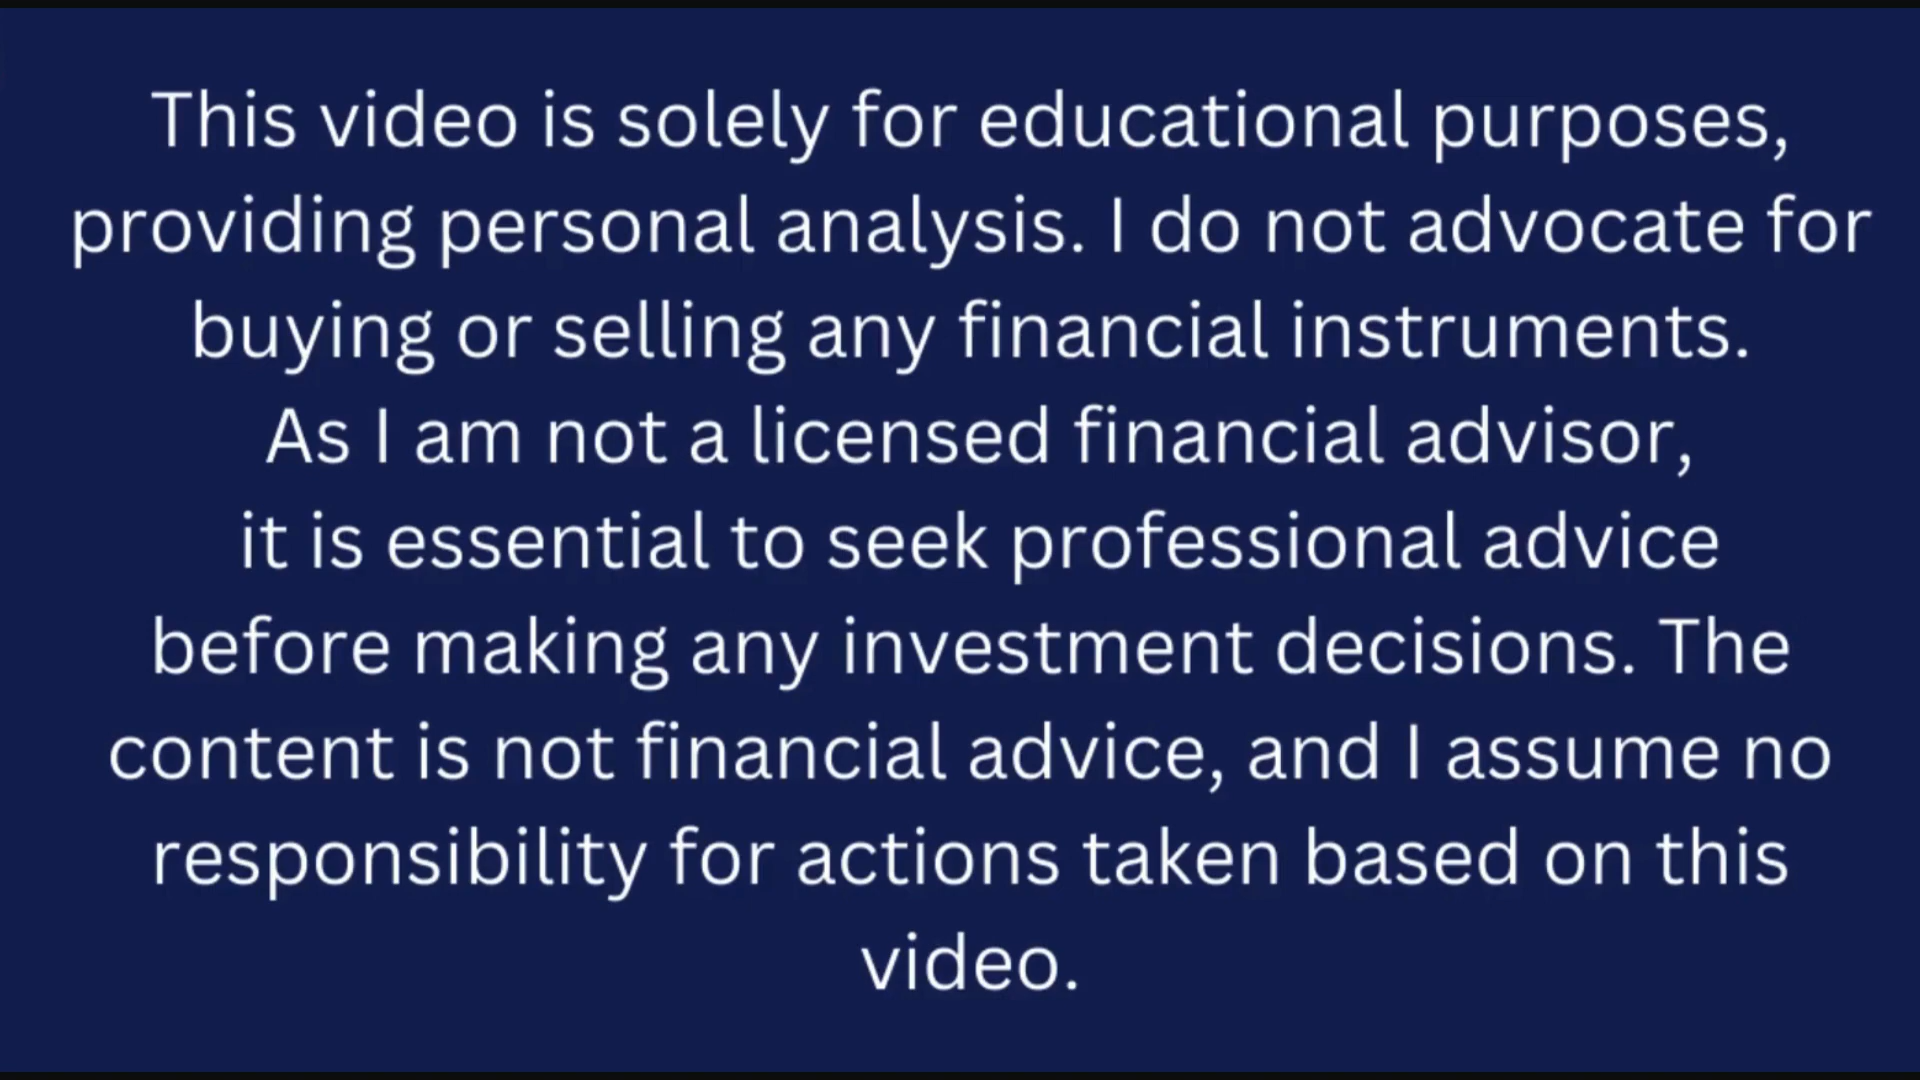 This video is solely for educational purposes,
providing personal analysis. I do not advocate for
buying or selling any financial instruments.
As I am not a licensed financial advisor,
it is essential to seek professional advice
before making any investment decisions. The
content is not financial advice, and I assume no
responsibility for actions taken based on this
video.